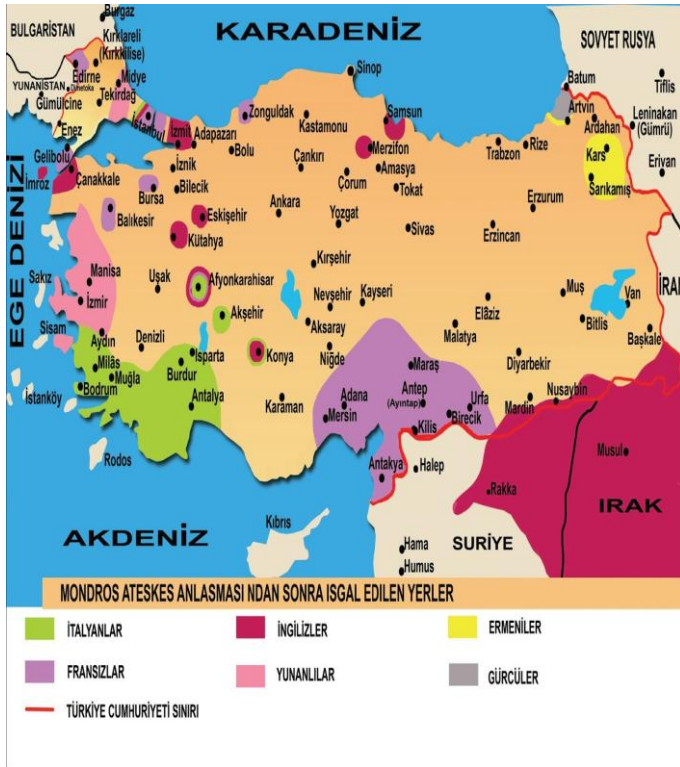 Burgaz
BULGARİSTAN
KARADENİZ
SOVYET RUSYA
Kırklareli
(Kırkkilise)
YUNANİSTAN
Edirne
Midye
Dimetoka
Gümülcine
Tekirdağ
Enez
İstanbul
İzmit
Adapazarı
Zonguldak
Bolu
Kastamonu
Sinop
Samsun
Merzifon
Amasya
Çankırı
Çorum
Tokat
Trabzon
Rize
Batum
Artvin
Ardahan
Tiflis
Leninakan
(Gümrü)
Kars
Sarıkamış
Erivan
Gelibolu
İmroz
Çanakkale
İznik
Bilecik
Bursa
Balıkesir
Eskişehir
Kütahya
Ankara
Yozgat
Sivas
Erzurum
Erzincan
EGE DENİZİ
Kırşehir
Sakız
Manisa
İzmir
Uşak
Afyonkarahisar
Akşehir
Nevşehir
Kayseri
Aksaray
Niğde
Elâziz
Malatya
Muş
Bitlis
Van
Başkale
İRAN
Sisam
Aydın
Denizli
Milâs
Muğla
Bodrum
İstanköy
Isparta
Burdur
Antalya
Konya
Karaman
Maraş
Adana
Mersin
Antep
(Ayıntap)
Urfa
Birecik
Kilis
Diyarbekir
Mardin
Nusaybin
Rodos
Antakya
Halep
Rakka
Musul
IRAK
AKDENİZ
Kıbrıs
SURİYE
Hama
Humus
MONDROS ATESKES ANLASMASI NDAN SONRA ISGAL EDILEN YERLER
İTALYANLAR
İNGİLİZLER
ERMENİLER
FRANSIZLAR
YUNANLILAR
GÜRCÜLER
TÜRKİYE CUMHURİYETİ SINIRI